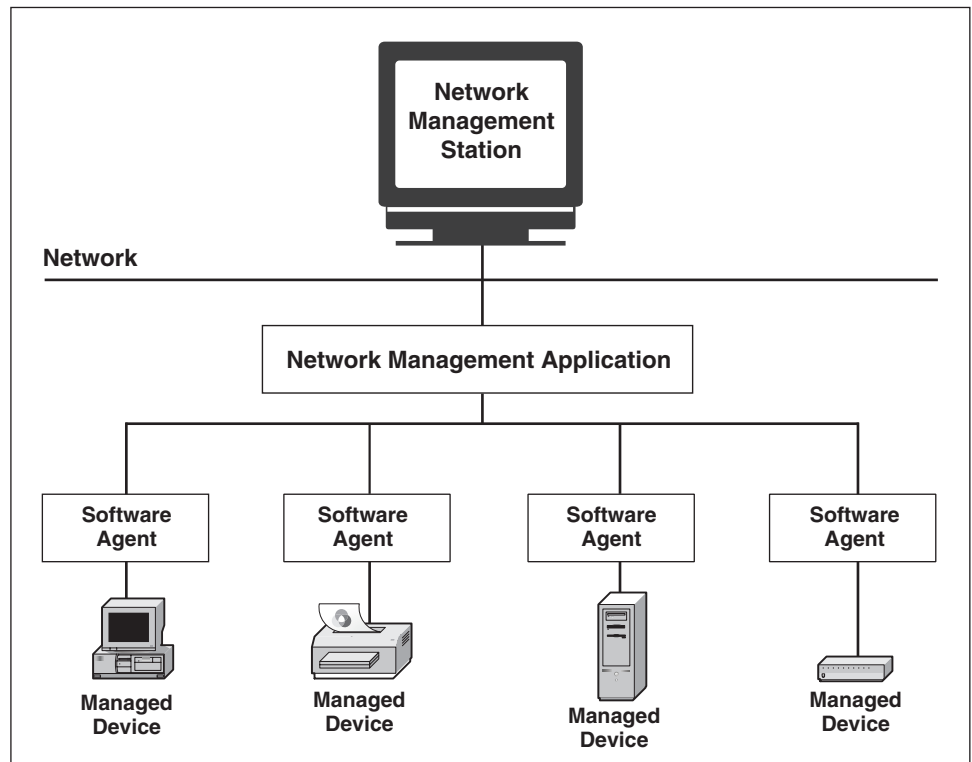 Network
Management
Station
Network
Network Management Application
Software
Agent
Software
Agent
Software
Agent
Software
Agent
Managed
Device
Managed
Device
Managed
Device
Managed
Device